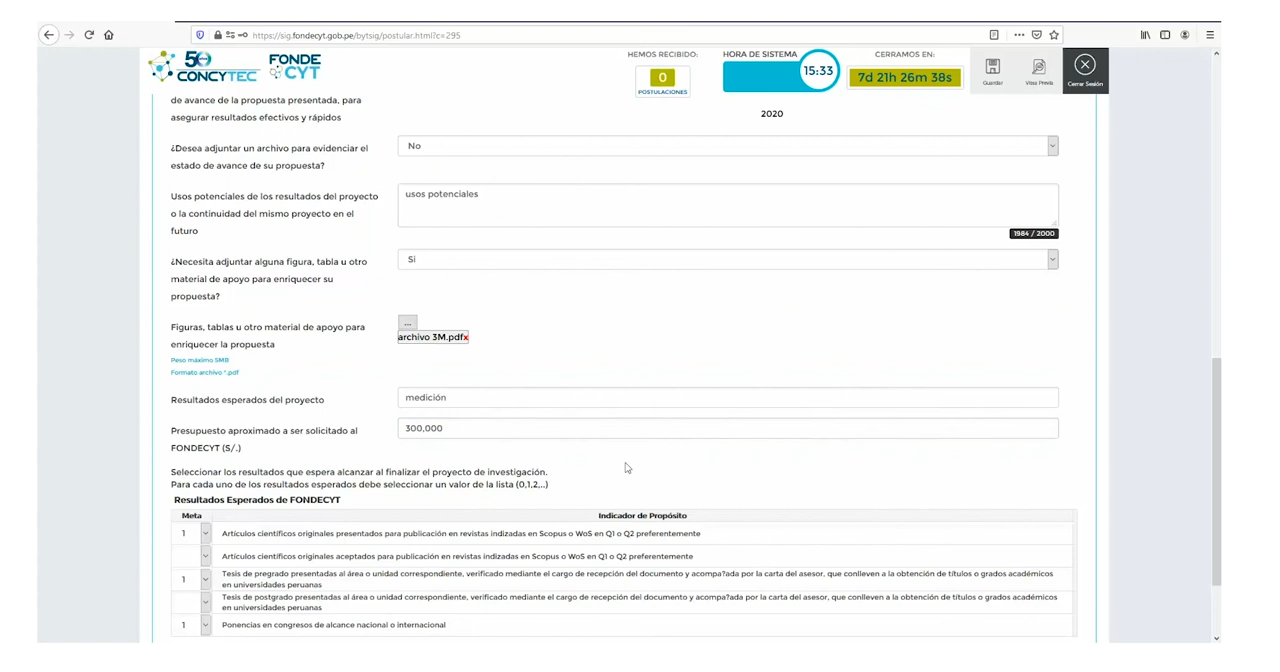 https://sig.fondecyt.gob.pe/bytsig/postular.html?c=295
50
CONCYTEC
FONDE
CYT
HEMOS RECIBIDO:
0
POSTULACIONES
HORA DE SISTEMA
15:33
CERRAMOS EN:
7d 21h 26m 38s
Guardar
Vista Previa
Cerrar Sesión
de avance de la propuesta presentada, para
asegurar resultados efectivos y rápidos
2020
¿Desea adjuntar un archivo para evidenciar el
estado de avance de su propuesta?
No
Usos potenciales de los resultados del proyecto
o la continuidad del mismo proyecto en el
futuro
usos potenciales
1984 / 2000
¿Necesita adjuntar alguna figura, tabla u otro
material de apoyo para enriquecer su
propuesta?
Si
Figuras, tablas u otro material de apoyo para
enriquecer la propuesta
Peso máximo 5MB
Formato archivo *.pdf
...
archivo 3M.pdfx
Resultados esperados del proyecto
medición
Presupuesto aproximado a ser solicitado al
FONDECYT (S/.)
300,000
Seleccionar los resultados que espera alcanzar al finalizar el proyecto de investigación.
Para cada uno de los resultados esperados debe seleccionar un valor de la lista (0,1,2,..)
Resultados Esperados de FONDECYT
Meta Indicador de Propósito
1 Artículos científicos originales presentados para publicación en revistas indizadas en Scopus o WoS en Q1 o Q2 preferentemente
Artículos científicos originales aceptados para publicación en revistas indizadas en Scopus o WoS en Q1 o Q2 preferentemente
1 Tesis de pregrado presentadas al área o unidad correspondiente, verificado mediante el cargo de recepción del documento y acompa?ada por la carta del asesor, que conlleven a la obtención de títulos o grados académicos
en universidades peruanas
Tesis de postgrado presentadas al área o unidad correspondiente, verificado mediante el cargo de recepción del documento y acompa?ada por la carta del asesor, que conlleven a la obtención de títulos o grados académicos
en universidades peruanas
1 Ponencias en congresos de alcance nacional o internacional